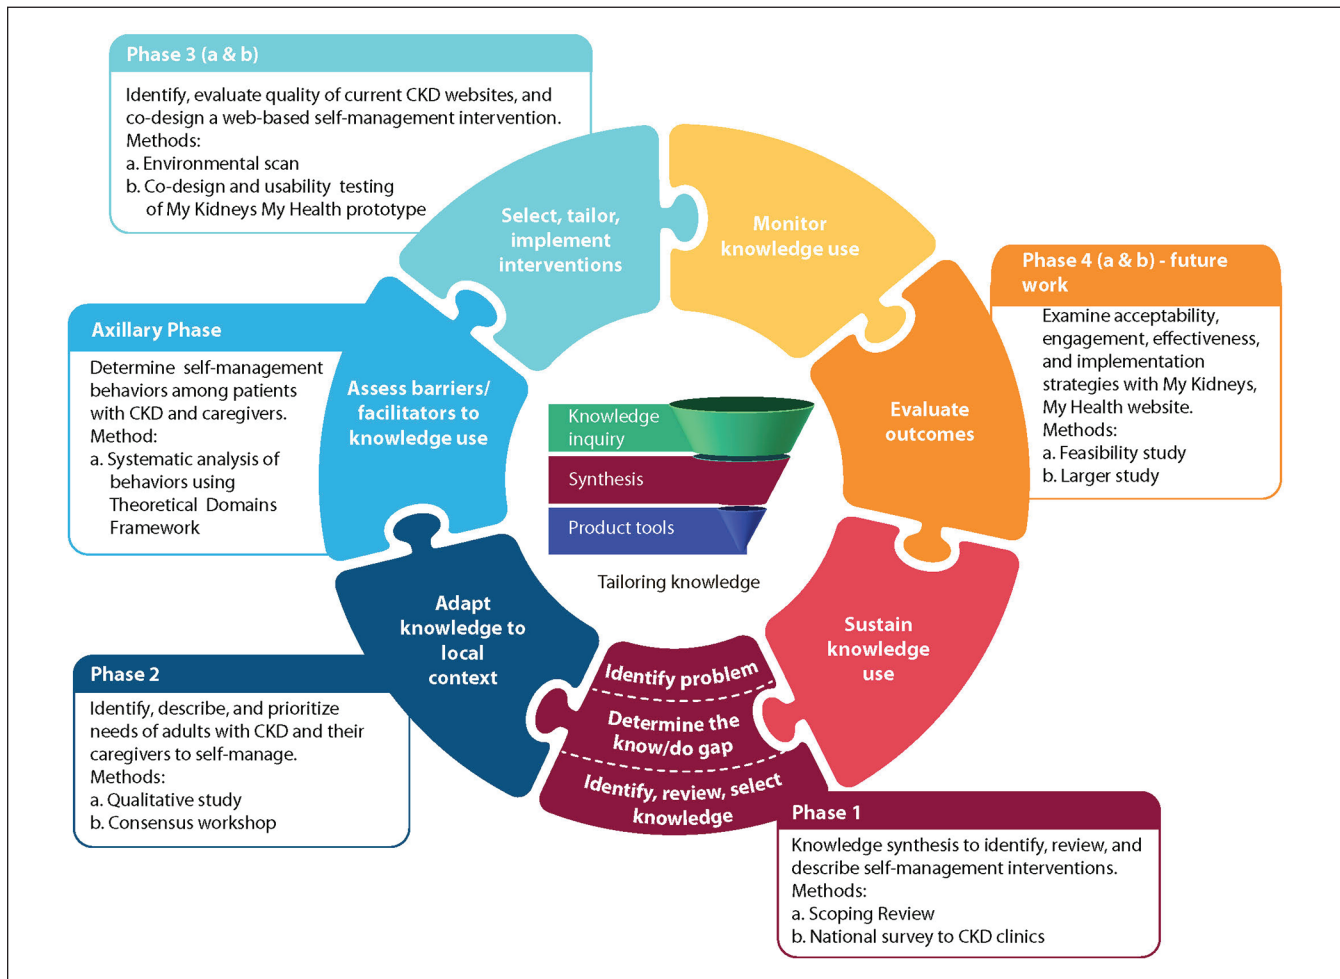 Phase 3 (a & b)
Identify, evaluate quality of current CKD websites, and
co-design a web-based self-management intervention.
Methods:
a. Environmental scan
b. Co-design and usability testing
of My Kidneys My Health prototype
Select, tailor,
implement
interventions
Monitor
knowledge use
Phase 4 (a & b) - future
work
Examine acceptability,
engagement, effectiveness,
and implementation
strategies with My Kidneys,
My Health website.
Methods:
a. Feasibility study
b. Larger study
Evaluate
outcomes
Axillary Phase
Determine self-management
behaviors among patients
with CKD and caregivers.
Method:
a. Systematic analysis of
behaviors using
Theoretical Domains
Framework
Assess barriers/
facilitators to
knowledge use
Knowledge
inquiry
Synthesis
Product tools
Tailoring knowledge
Adapt
knowledge to
local
context
Sustain
knowledge
use
Phase 2
Identify, describe, and prioritize
needs of adults with CKD and their
caregivers to self-manage.
Methods:
a. Qualitative study
b. Consensus workshop
Identify problem
Determine the
know/do gap
Identify, review, select
knowledge
Phase 1
Knowledge synthesis to identify, review, and
describe self-management interventions.
Methods:
a. Scoping Review
b. National survey to CKD clinics